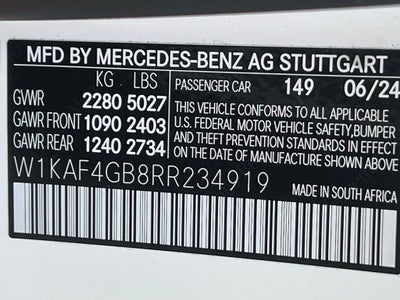 MFD BY MERCEDES-BENZ AG STUTTGART
KG LBS PASSENGER CAR 149 06/24
GVWR 2280 5027
GAWR FRONT 1090 2403
GAWR REAR 1240 2734
THIS VEHICLE CONFORMS TO ALL APPLICABLE
U.S. FEDERAL MOTOR VEHICLE SAFETY, BUMPER
AND THEFT PREVENTION STANDARDS IN EFFECT
ON THE DATE OF MANUFACTURE SHOWN ABOVE.
W1KAF4GB8RR234919
MADE IN SOUTH AFRICA